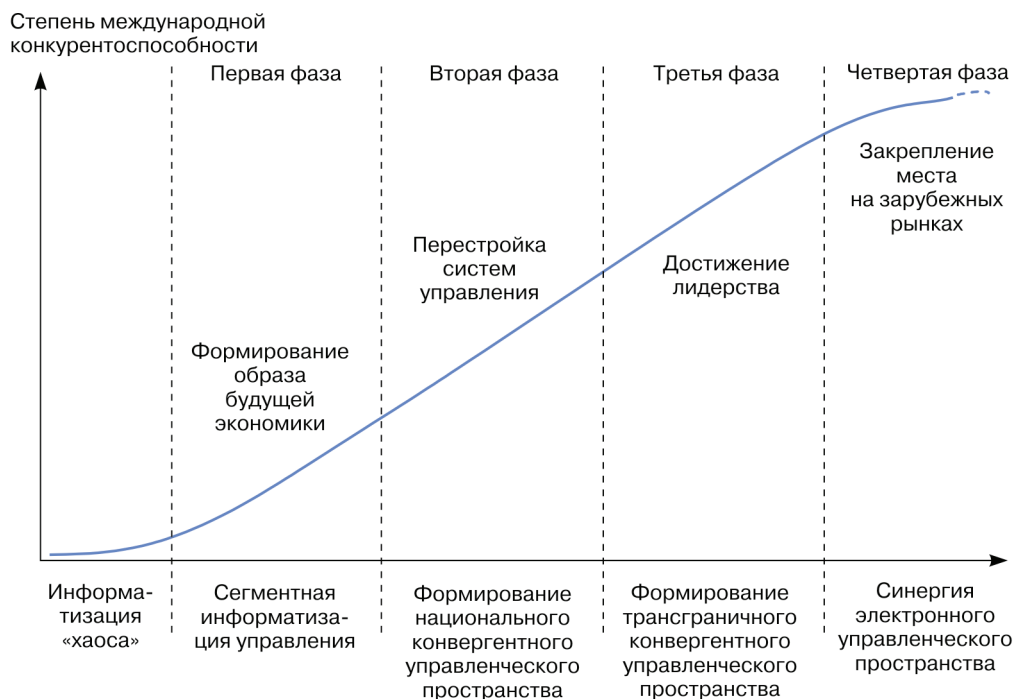 Степень международной
конкурентоспособности
Первая фаза
Вторая фаза
Третья фаза
Четвертая фаза
Закрепление
места
на зарубежных
рынках
Перестройка
систем
управления
Достижение
лидерства
Формирование
образа
будущей
экономики
Информа-
тизация
«хаоса»
Сегментная
информатиза-
ция управления
Формирование
национального
конвергентного
управленческого
пространства
Формирование
трансграничного
конвергентного
управленческого
пространства
Синергия
электронного
управленческого
пространства